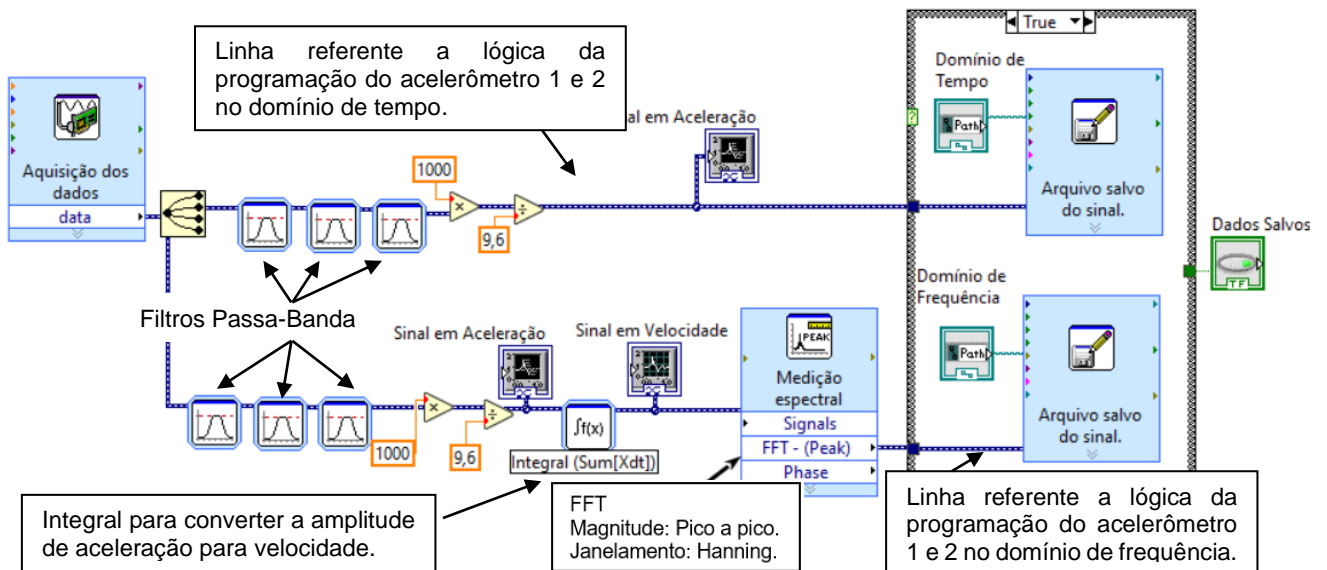 Linha referente a lógica da
programação do acelerômetro 1 e 2
no domínio de tempo.
True
Domínio de
Tempo
Path
Arquivo salvo
do sinal.
al em Aceleração
Aquisição dos
dados
data
1000
9,6
Dados Salvos
TF
Filtros Passa-Banda
Domínio de
Frequência
Path
Arquivo salvo
do sinal.
Sinal em Aceleração
Sinal em Velocidade
1000
9,6
∫f(x)
Integral (Sum[Xdt])
PEAK
Medição
espectral
Signals
FFT - (Peak)
Phase
Integral para converter a amplitude
de aceleração para velocidade.
FFT
Magnitude: Pico a pico.
Janelamento: Hanning.
Linha referente a lógica da
programação do acelerômetro
1 e 2 no domínio de frequência.